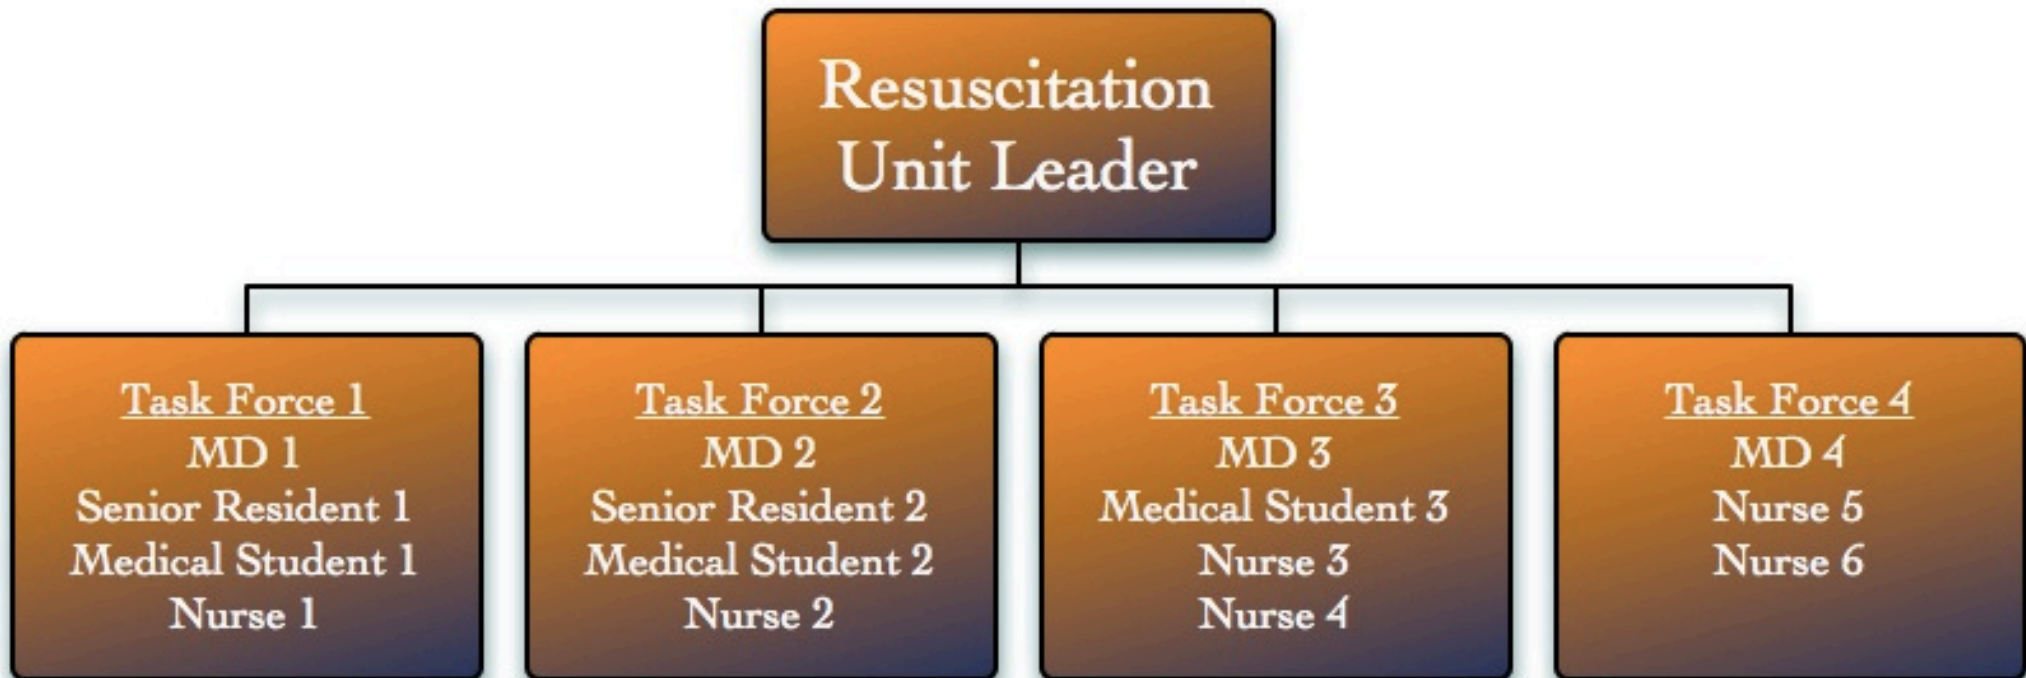 Resuscitation
Unit Leader
Task Force 1
MD 1
Senior Resident 1
Medical Student 1
Nurse 1
Task Force 2
MD 2
Senior Resident 2
Medical Student 2
Nurse 2
Task Force 3
MD 3
Medical Student 3
Nurse 3
Nurse 4
Task Force 4
MD 4
Nurse 5
Nurse 6